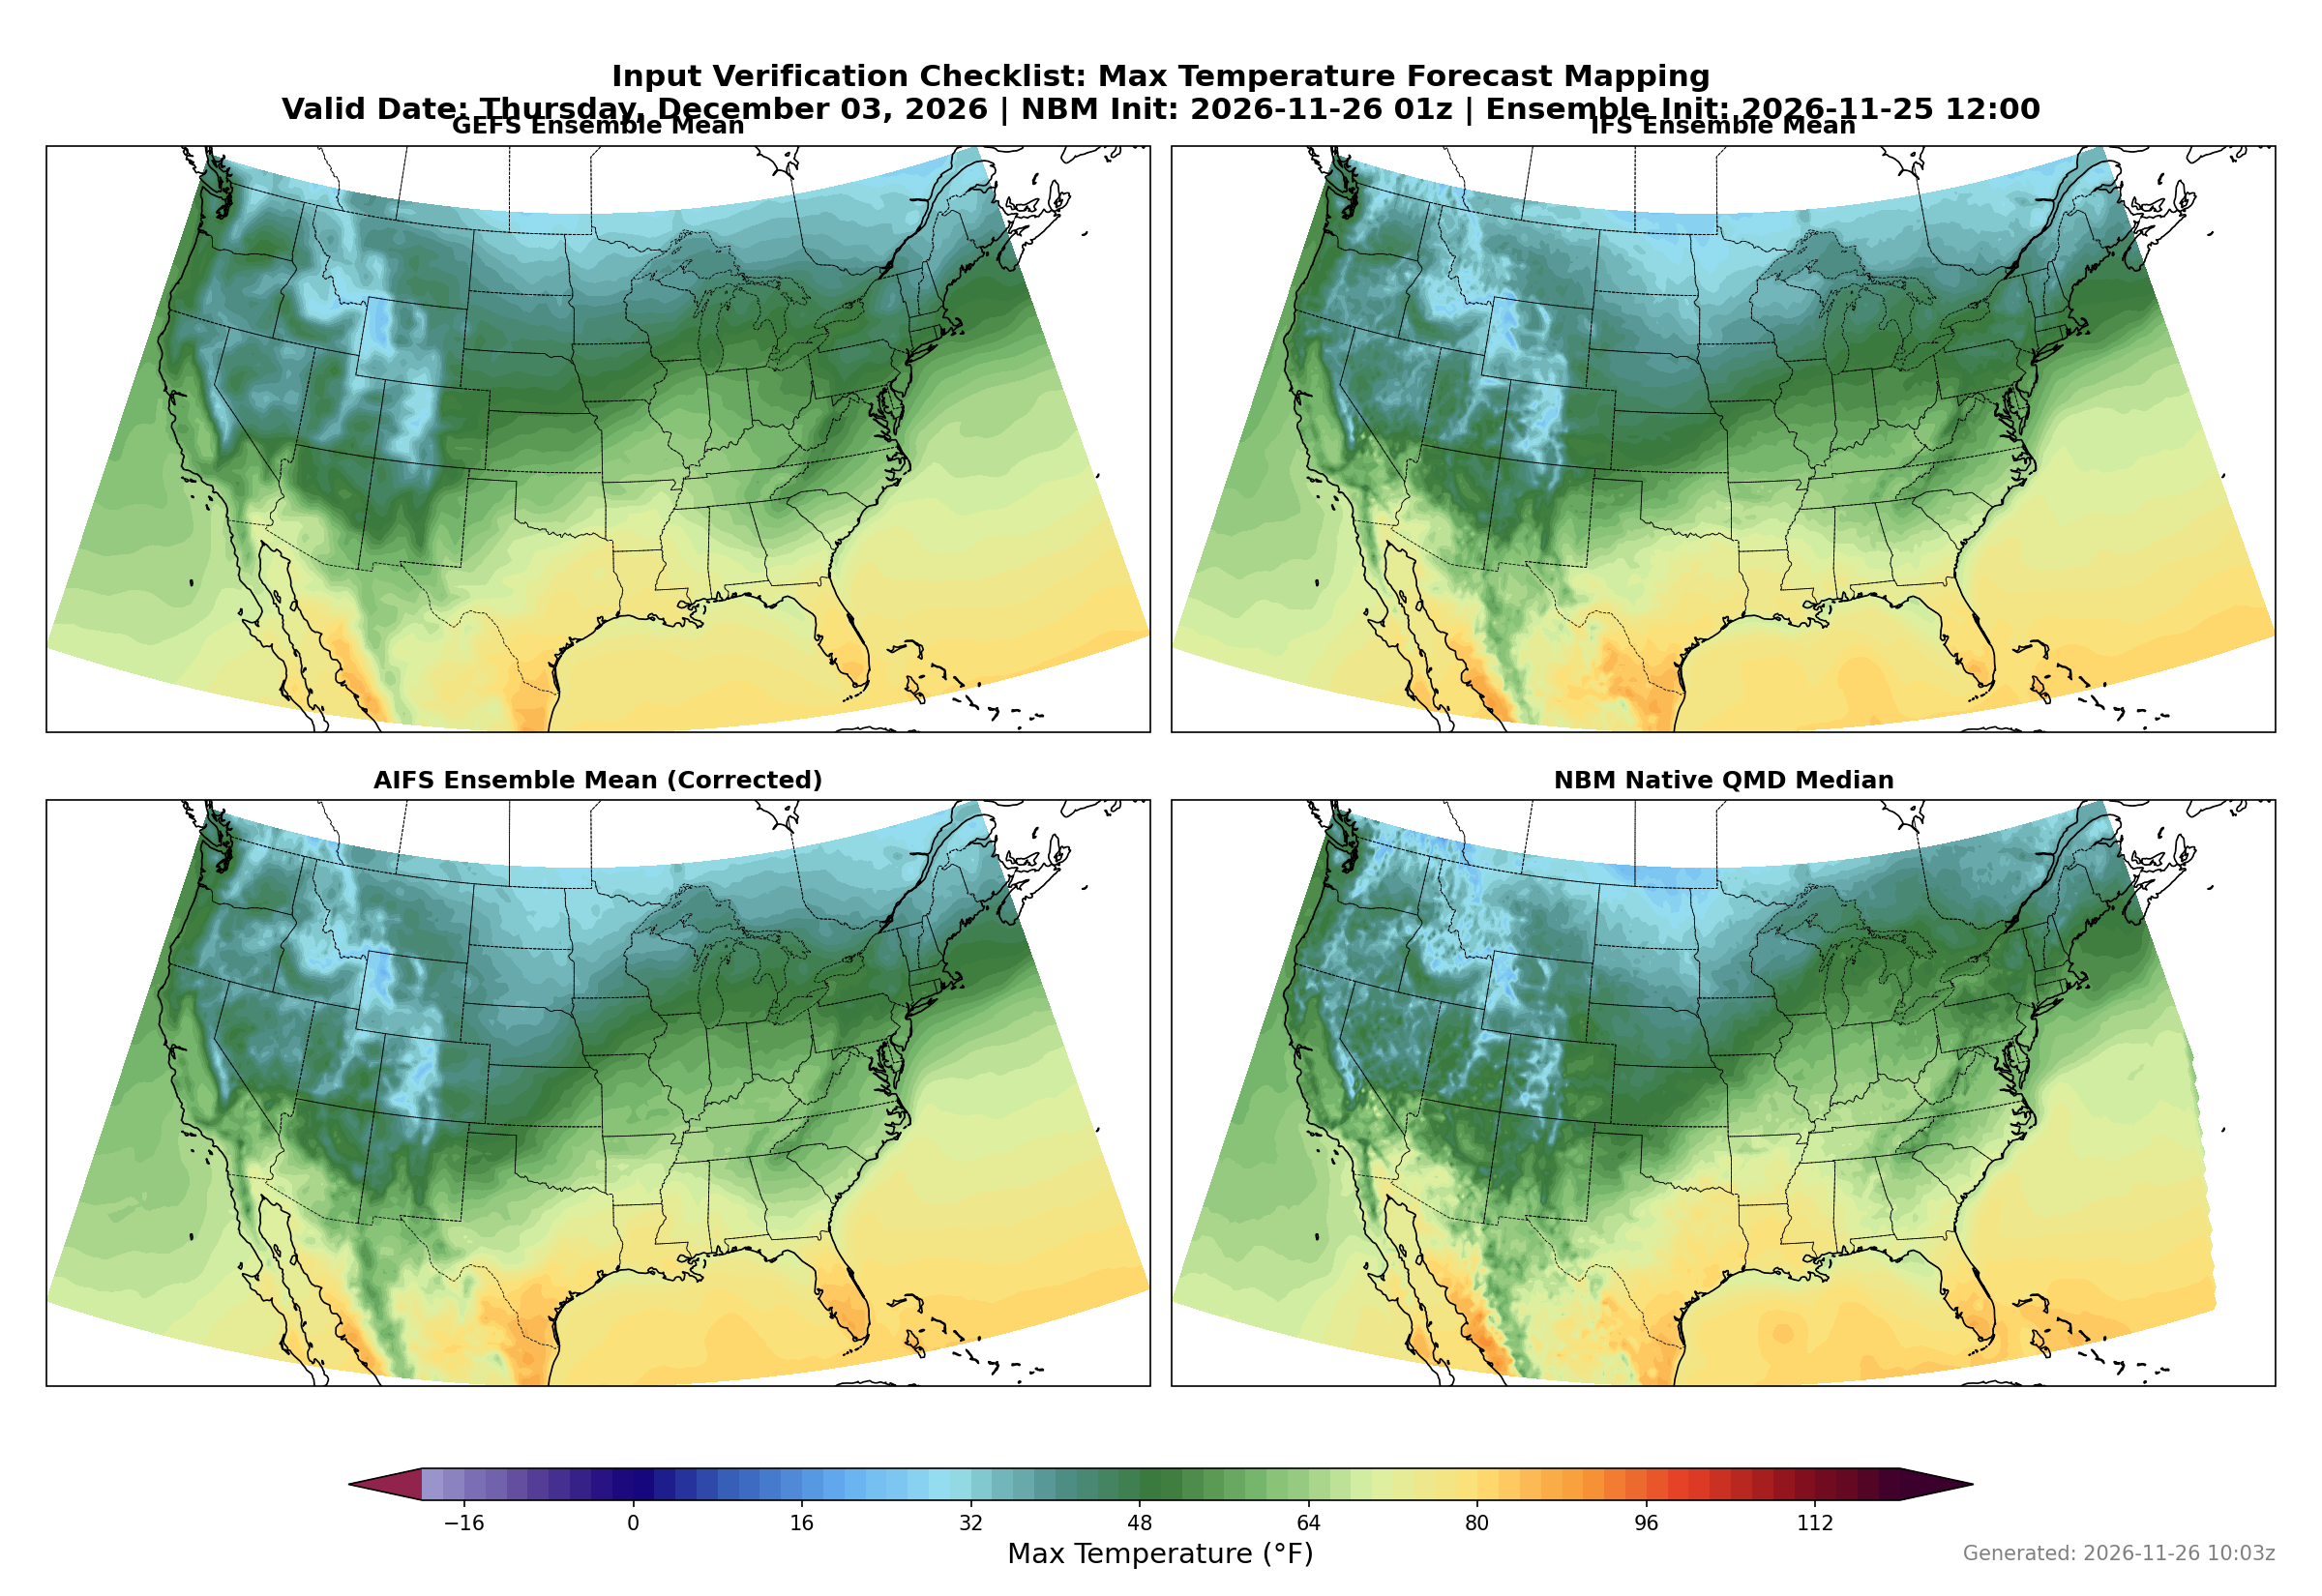 Input Verification Checklist: Max Temperature Forecast Mapping
Valid Date: Thursday, December 03, 2026 | NBM Init: 2026-11-26 01z | Ensemble Init: 2026-11-25 12:00
GEFS Ensemble Mean
IFS Ensemble Mean
AIFS Ensemble Mean (Corrected)
NBM Native QMD Median
−16 0 16 32 48 64 80 96 112
Max Temperature (°F)
Generated: 2026-11-26 10:03z